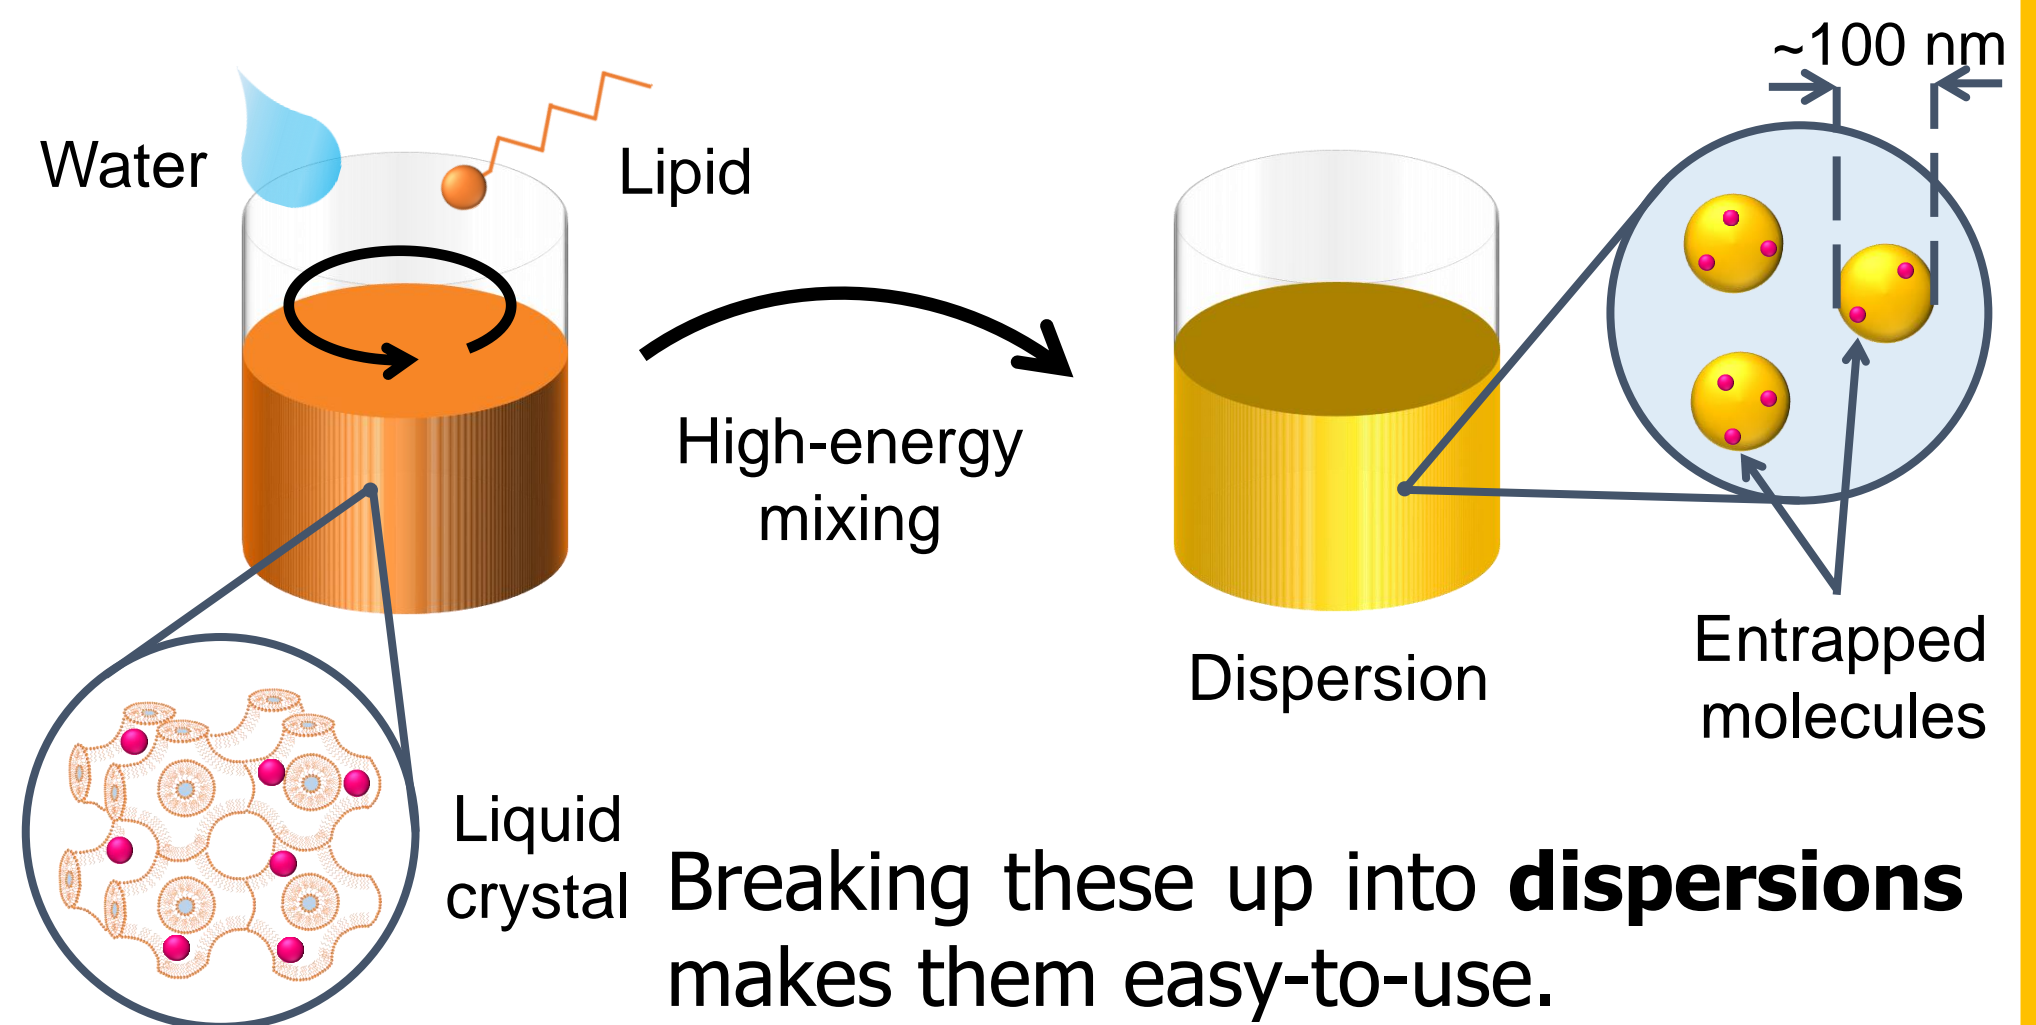 ~100 nm
Water
Lipid
High-energy
mixing
Dispersion
Entrapped
molecules
Liquid
crystal
Breaking these up into dispersions
makes them easy-to-use.